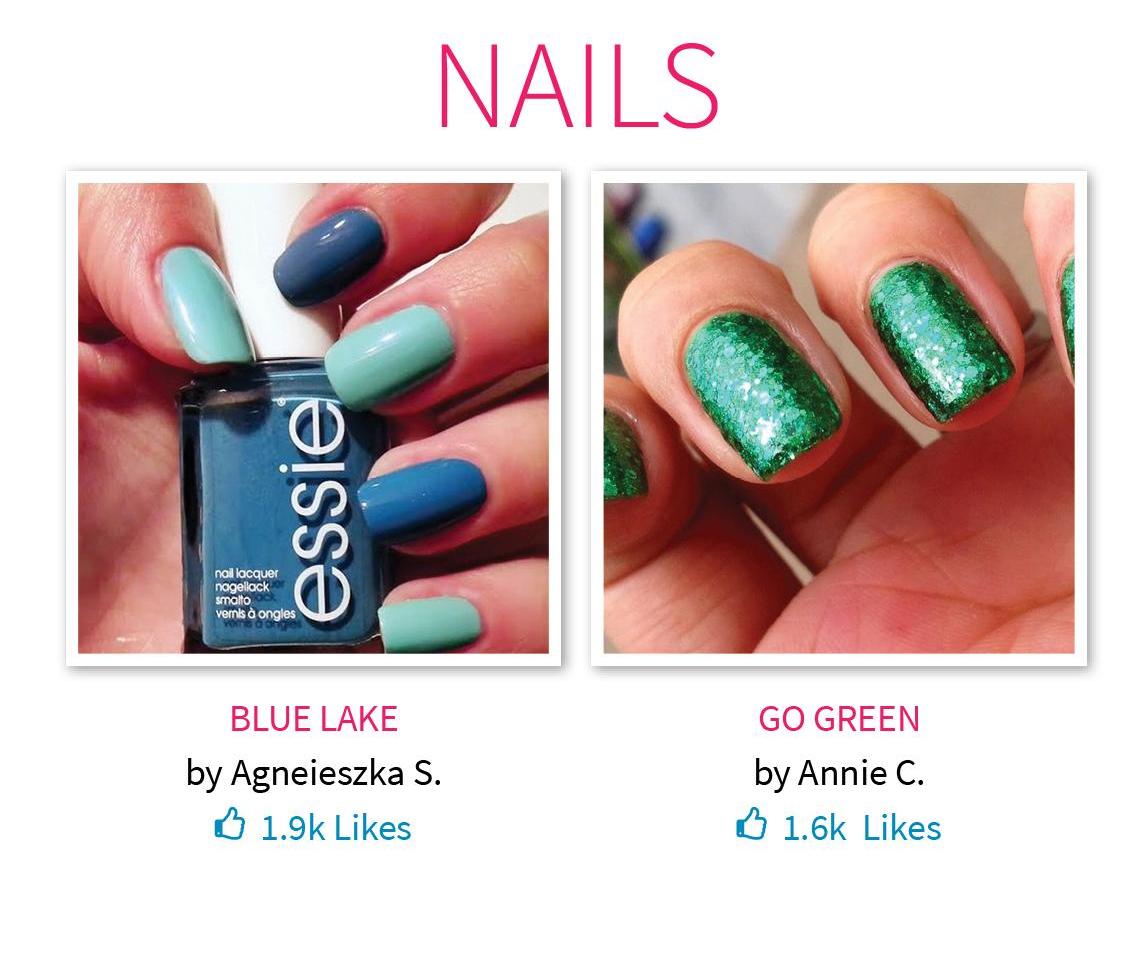 NAILS
essie
®
nail lacquer
nagellack
smalto
vernis à ongles
BLUE LAKE
by Agneieszka S.
1.9k Likes
GO GREEN
by Annie C.
1.6k Likes